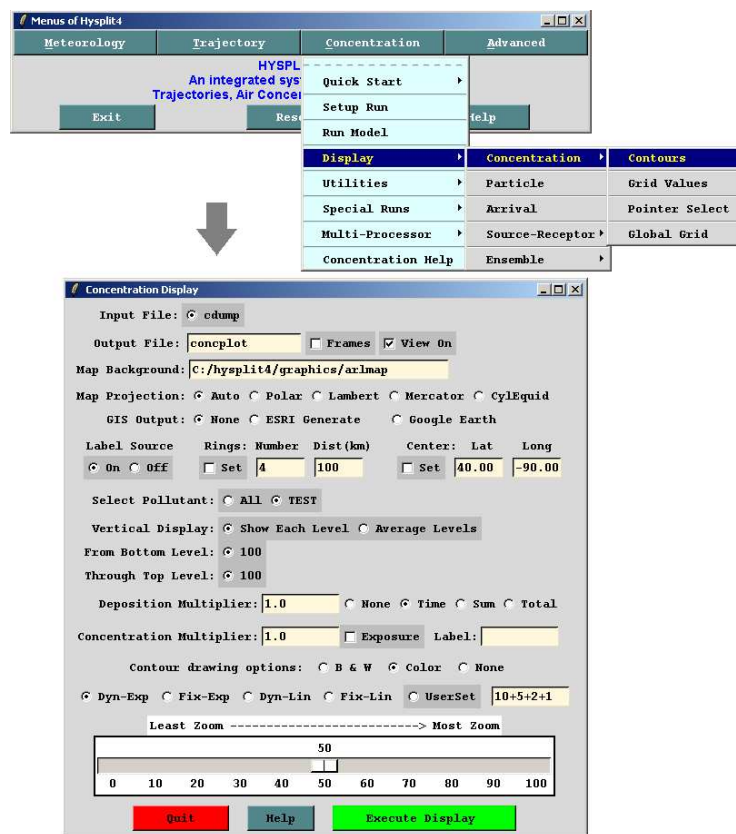 Menus of Hysplit4
Meteorology Trajectory Concentration Advanced
HYSPL
An integrated sys
Trajectories, Air Concer
Exit Rese elp
Quick Start
Setup Run
Run Model
Display Concentration Contours
Utilities Particle Grid Values
Special Runs Arrival Pointer Select
Multi-Processor Source-Receptor Global Grid
Concentration Help Ensemble
Concentration Display
Input File: cdump
Output File: concplot Frames View On
Map Background: C:/hysplit4/graphics/arlmap
Map Projection: Auto Polar Lambert Mercator CylEquid
GIS Output: None ESRI Generate Google Earth
Label Source Rings: Number Dist(km) Center: Lat Long
On Off Set 4 100 Set 40.00 -90.00
Select Pollutant: All TEST
Vertical Display: Show Each Level Average Levels
From Bottom Level: 100
Through Top Level: 100
Deposition Multiplier: 1.0 None Time Sum Total
Concentration Multiplier: 1.0 Exposure Label:
Contour drawing options: B & W Color None
Dyn-Exp Fix-Exp Dyn-Lin Fix-Lin UserSet 10+5+2+1
Least Zoom ----------------------------> Most Zoom
50
0 10 20 30 40 50 60 70 80 90 100
Quit Help Execute Display